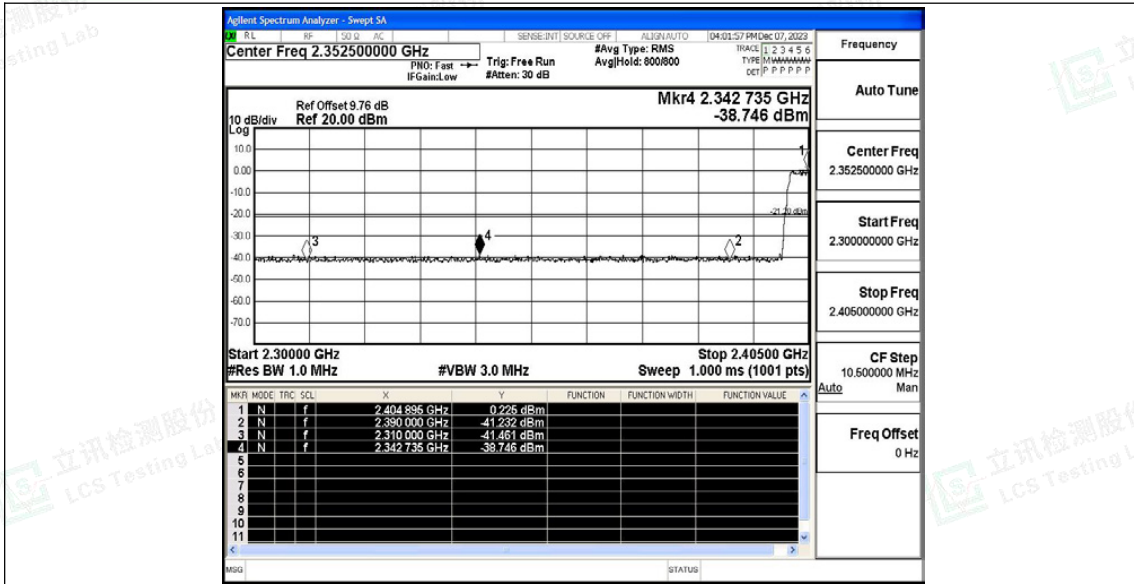 Agilent Spectrum Analyzer - Swept SA
RL RF 50 Ω AC SENSE:INT SOURCE OFF ALIGNAUTO 04:01:57 PM Dec 07, 2023
Center Freq 2.352500000 GHz
PNO: Fast
IFGain:Low
Trig: Free Run
#Atten: 30 dB
#Avg Type: RMS
Avg|Hold: 800/800
TRACE 1 2 3 4 5 6
TYPE
DET P P P P P P
Ref Offset 9.76 dB
Ref 20.00 dBm
10 dB/div
Log
Mkr4 2.342 735 GHz
-38.746 dBm
10.0
0.00
-10.0
-20.0
-30.0
-40.0
-50.0
-60.0
-70.0
1
-21.20 dBm
3
4
2
Start 2.30000 GHz
Stop 2.40500 GHz
#Res BW 1.0 MHz
#VBW 3.0 MHz
Sweep 1.000 ms (1001 pts)
MKR MODE TRC SCL X Y FUNCTION FUNCTION WIDTH FUNCTION VALUE
1 N f 2.404 895 GHz 0.225 dBm
2 N f 2.390 000 GHz -41.232 dBm
3 N f 2.310 000 GHz -41.461 dBm
4 N f 2.342 735 GHz -38.746 dBm
5
6
7
8
9
10
11
MSG
STATUS
Frequency
Auto Tune
Center Freq
2.352500000 GHz
Start Freq
2.300000000 GHz
Stop Freq
2.405000000 GHz
CF Step
10.500000 MHz
Auto Man
Freq Offset
0 Hz
立讯检测股份
LCS Testing Lab
立讯检测股份
LCS Testing L